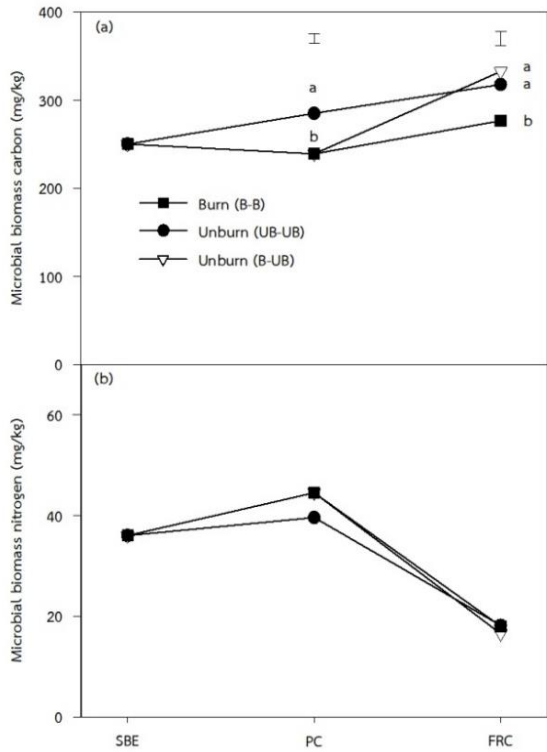 400
(a)
a
a
a
300
b
b
200
Burn (B-B)
Unburn (UB-UB)
Unburn (B-UB)
100
0
Microbial biomass carbon (mg/kg)
(b)
60
40
20
0
Microbial biomass nitrogen (mg/kg)
SBE PC FRC